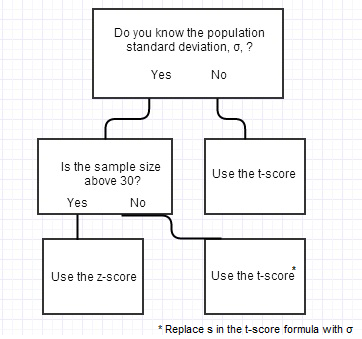 Do you know the population
standard deviation, σ, ?
Yes No
Is the sample size
above 30?
Yes No
Use the t-score
Use the z-score
Use the t-score*
* Replace s in the t-score formula with σ